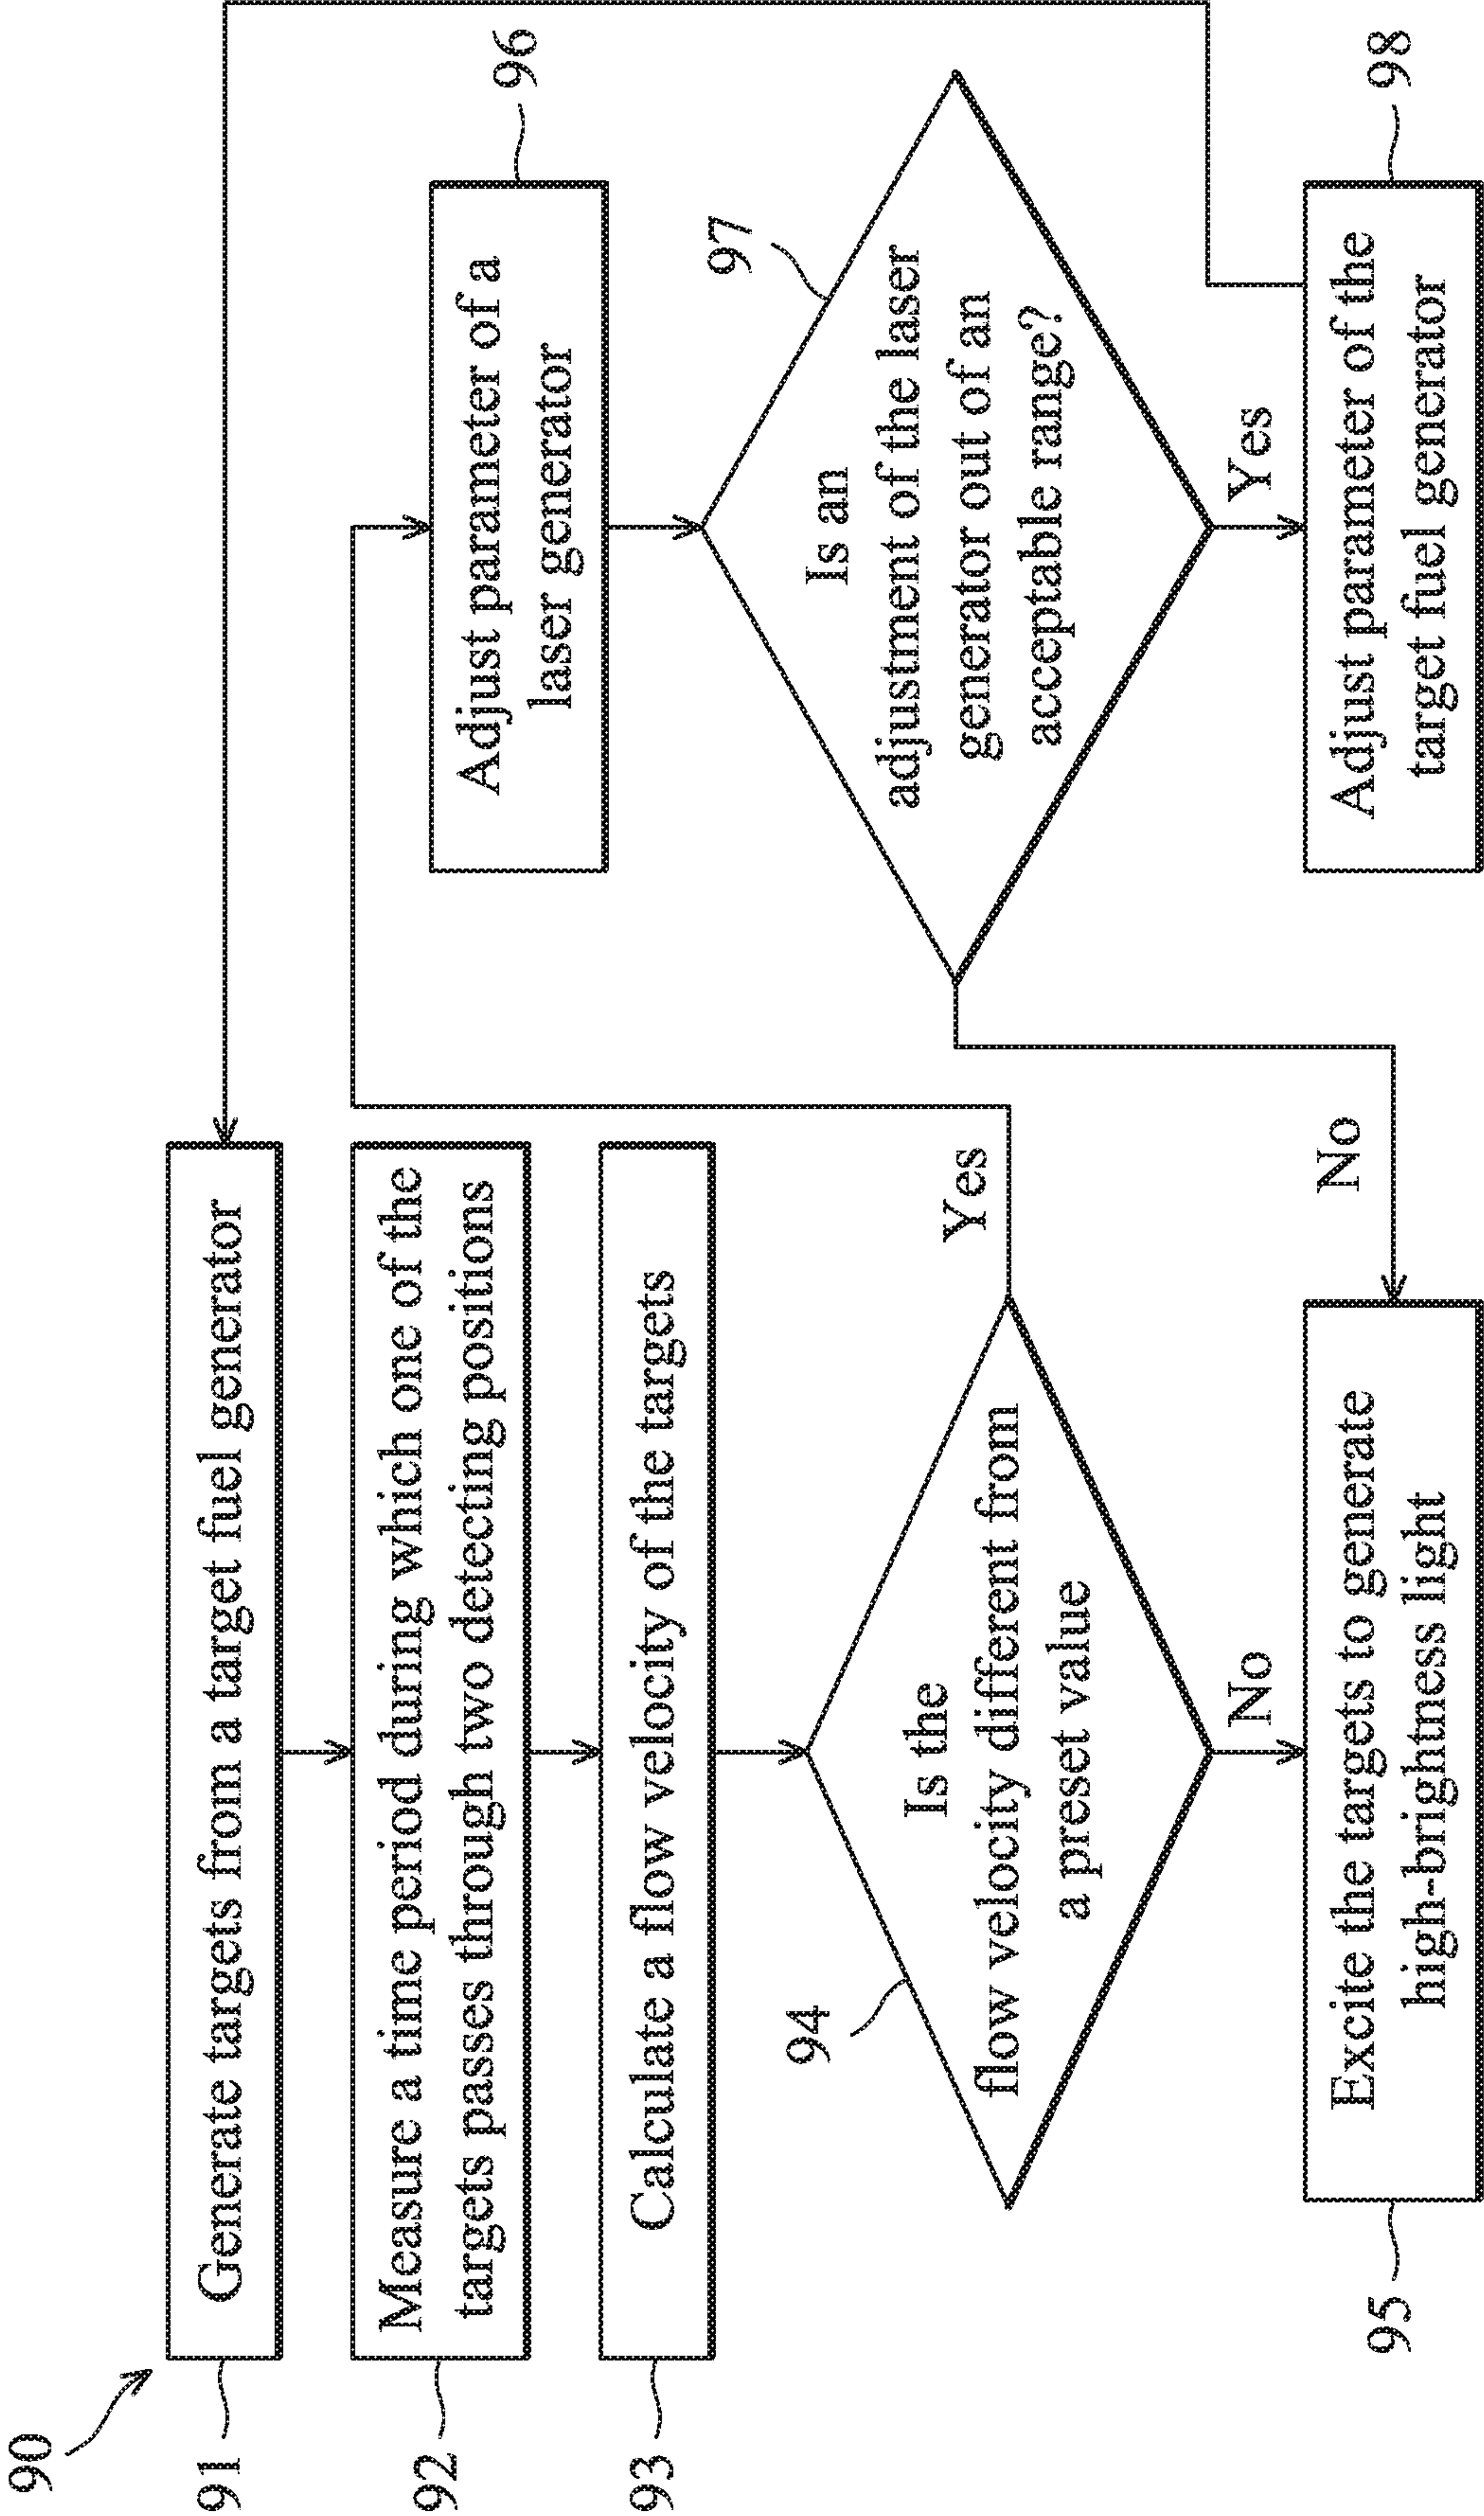 90
91
Generate targets from a target fuel generator
92
Measure a time period during which one of the
targets passes through two detecting positions
93
Calculate a flow velocity of the targets
94
Is the
flow velocity different from
a preset value
Yes
No
95
Excite the targets to generate
high-brightness light
96
Adjust parameter of a
laser generator
97
Is an
adjustment of the laser
generator out of an
acceptable range?
No
Yes
98
Adjust parameter of the
target fuel generator